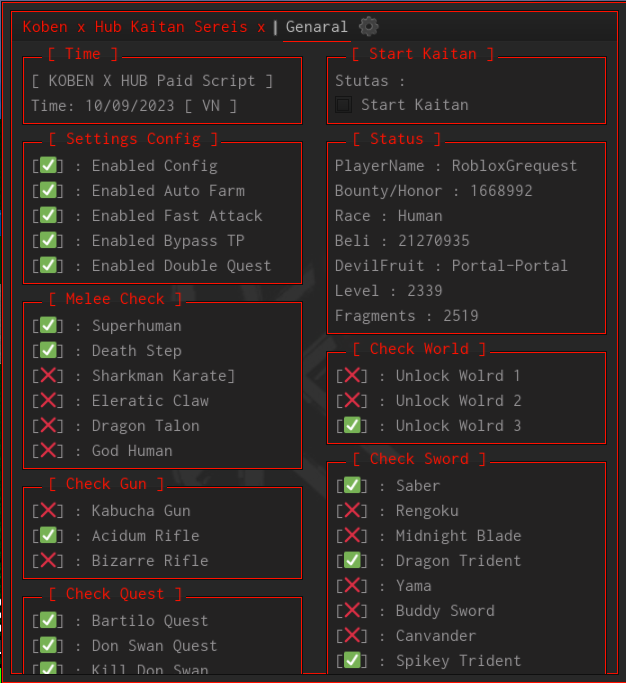 Koben x Hub Kaitan Sereis x | Genaral
[ Time ]
[ KOBEN X HUB Paid Script ]
Time: 10/09/2023 [ VN ]
[ Settings Config ]
[✅] : Enabled Config
[✅] : Enabled Auto Farm
[✅] : Enabled Fast Attack
[✅] : Enabled Bypass TP
[✅] : Enabled Double Quest
[ Melee Check ]
[✅] : Superhuman
[✅] : Death Step
[❌] : Sharkman Karate]
[❌] : Eleratic Claw
[❌] : Dragon Talon
[❌] : God Human
[ Check Gun ]
[❌] : Kabucha Gun
[✅] : Acidum Rifle
[❌] : Bizarre Rifle
[ Check Quest ]
[✅] : Bartilo Quest
[✅] : Don Swan Quest
[✅] : Kill Don Swan
[ Start Kaitan ]
Stutas :
Start Kaitan
[ Status ]
PlayerName : RobloxGrequest
Bounty/Honor : 1668992
Race : Human
Beli : 21270935
DevilFruit : Portal-Portal
Level : 2339
Fragments : 2519
[ Check World ]
[❌] : Unlock Wolrd 1
[❌] : Unlock Wolrd 2
[✅] : Unlock Wolrd 3
[ Check Sword ]
[✅] : Saber
[❌] : Rengoku
[❌] : Midnight Blade
[✅] : Dragon Trident
[❌] : Yama
[❌] : Buddy Sword
[❌] : Canvander
[✅] : Spikey Trident